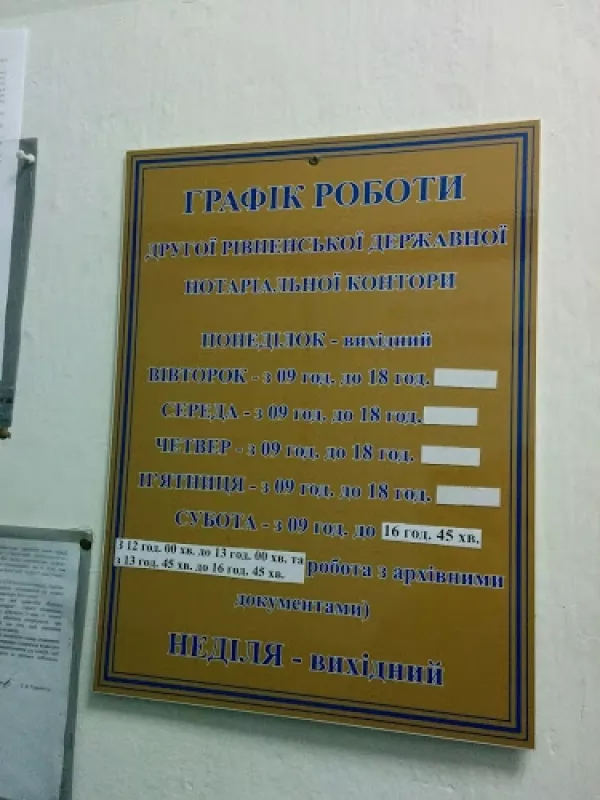 ГРАФІК РОБОТИ
ДРУГОЇ РІВНЕНСЬКОЇ ДЕРЖАВНОЇ
НОТАРІАЛЬНОЇ КОНТОРИ
ПОНЕДІЛОК - вихідний
ВІВТОРОК - з 09 год. до 18 год.
СЕРЕДА - з 09 год. до 18 год.
ЧЕТВЕР - з 09 год. до 18 год.
П'ЯТНИЦЯ - з 09 год. до 18 год.
СУБОТА - з 09 год. до 16 год. 45 хв.
З 12 год. 00 хв. до 13 год. 00 хв. та
з 13 год. 45 хв. до 16 год. 45 хв. робота з архівними
документами)
НЕДІЛЯ - вихідний